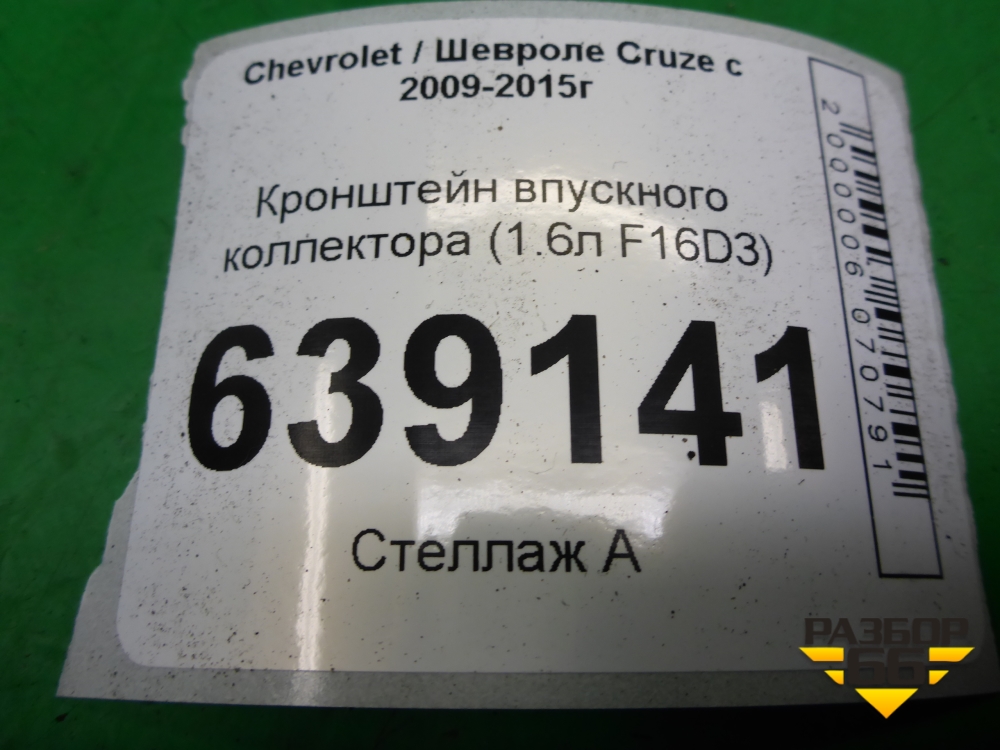 Chevrolet / Шевроле Cruze с
2009-2015г
Кронштейн впускного
коллектора (1.6л F16D3)
639141
Стеллаж А
2000006070791
РАЗБОР
66